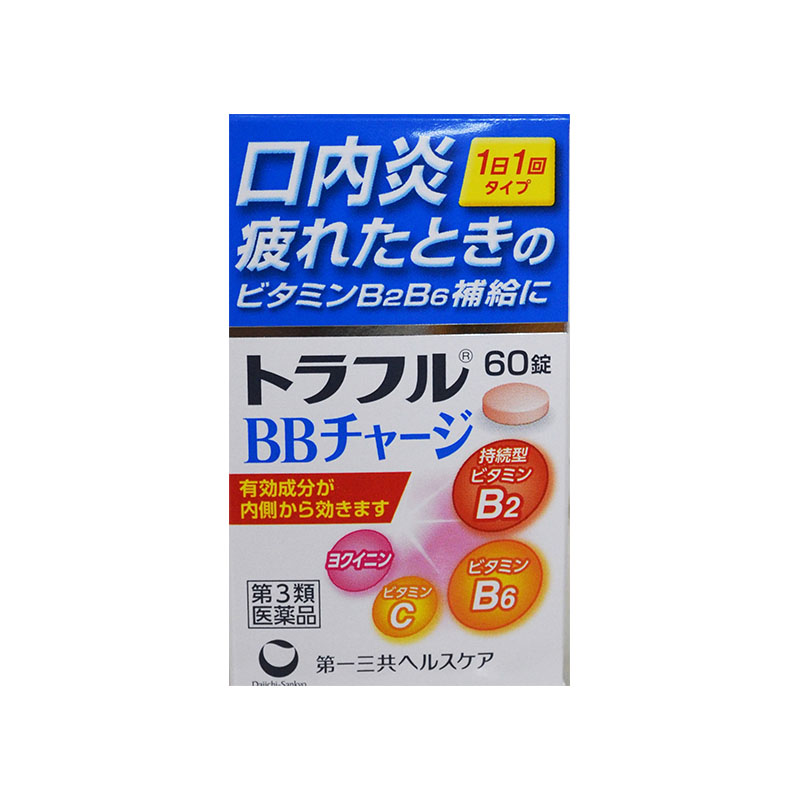 口内炎
1日1回
タイプ
疲れたときの
ビタミンB2B6補給に
トラフル® 60錠
BBチャージ
有効成分が
内側から効きます
持続型
ビタミン
B2
ヨクイニン
ビタミン
C
ビタミン
B6
第3類
医薬品
第一三共ヘルスケア
Daiichi-Sankyo